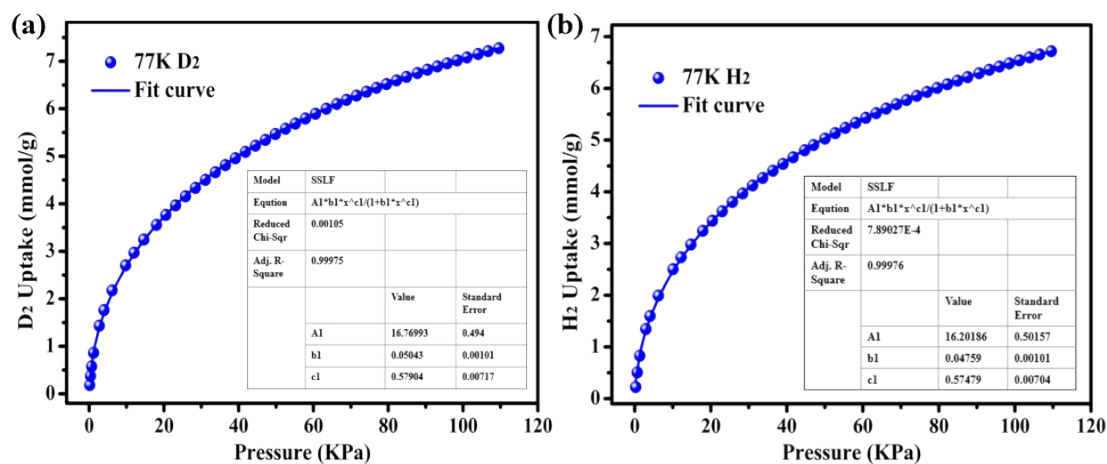 (a)
77K D2
Fit curve
D2 Uptake (mmol/g)
7
6
5
4
3
2
1
0
Model SSLF
Eqution A1*b1*x^c1/(1+b1*x^c1)
Reduced Chi-Sqr 0.00105
Adj. R-Square 0.99975
Value Standard Error
A1 16.76993 0.494
b1 0.05043 0.00101
c1 0.57904 0.00717
0 20 40 60 80 100 120
Pressure (KPa)
(b)
77K H2
Fit curve
H2 Uptake (mmol/g)
7
6
5
4
3
2
1
0
Model SSLF
Eqution A1*b1*x^c1/(1+b1*x^c1)
Reduced Chi-Sqr 7.89027E-4
Adj. R-Square 0.99976
Value Standard Error
A1 16.20186 0.50157
b1 0.04759 0.00101
c1 0.57479 0.00704
0 20 40 60 80 100 120
Pressure (KPa)